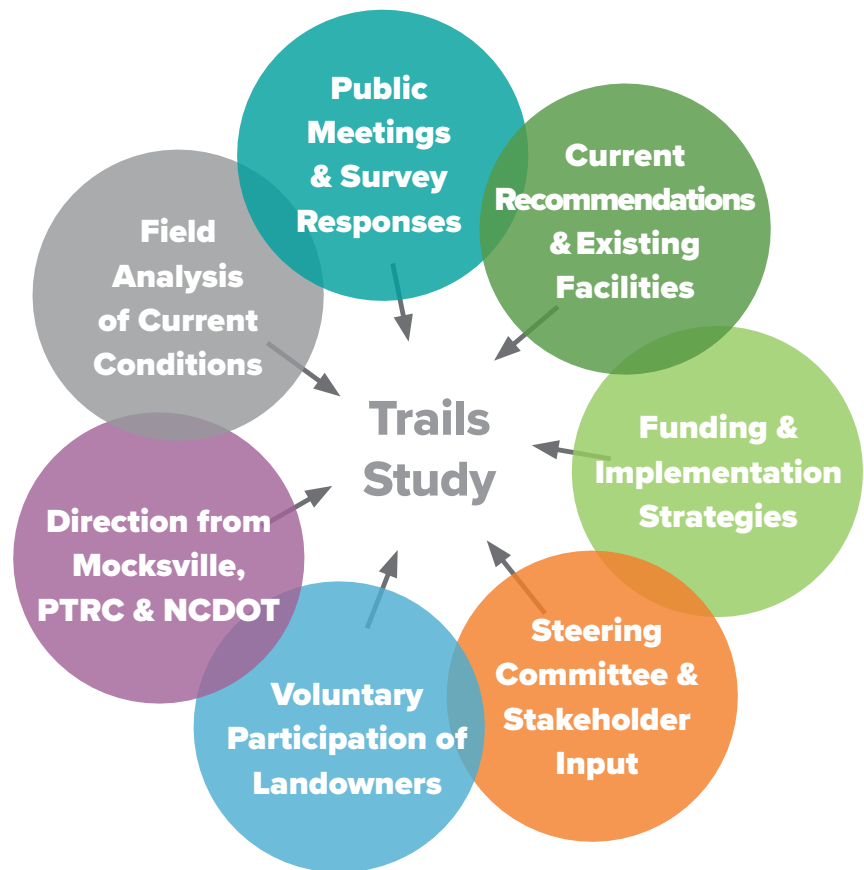 Public
Meetings
& Survey
Responses
Current
Recommendations
& Existing
Facilities
Funding &
Implementation
Strategies
Steering
Committee &
Stakeholder
Input
Voluntary
Participation of
Landowners
Direction from
Mocksville,
PTRC & NCDOT
Field
Analysis
of Current
Conditions
Trails
Study